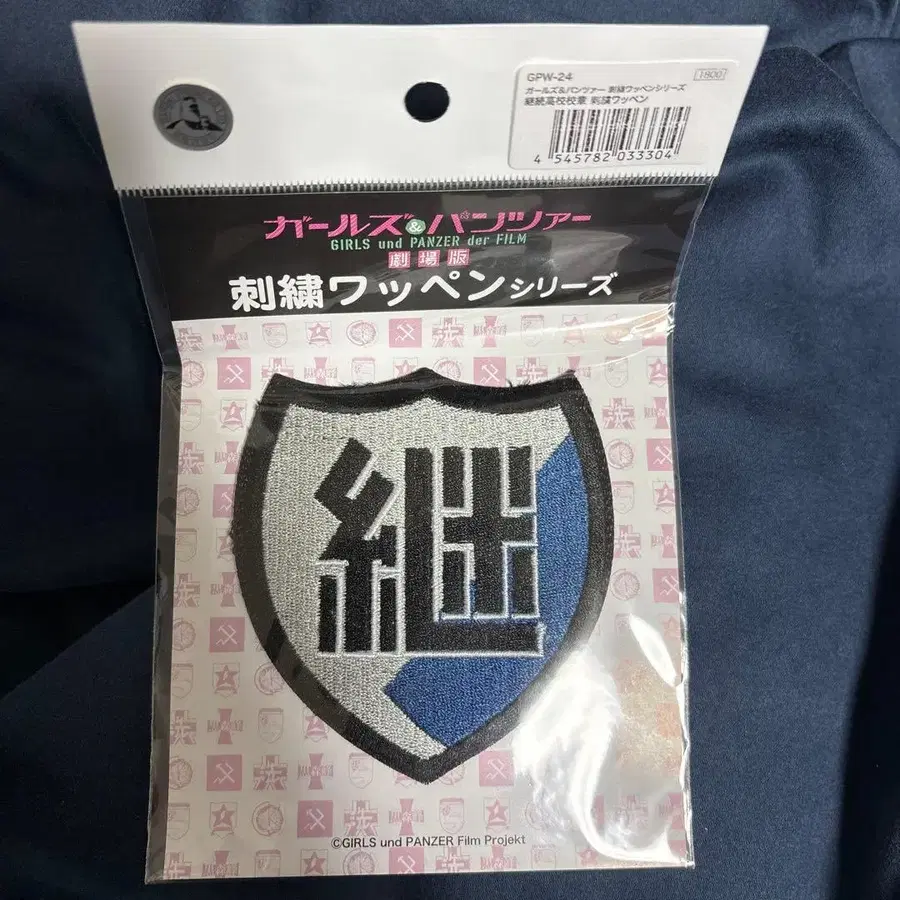 GPW-24
1800
ガールズ&パンツァー 刺繍ワッペンシリーズ
継続高校校章 刺繍ワッペン
4 545782 033304
ガールズ&パンツァー
GIRLS und PANZER der FILM
劇場版
刺繍ワッペンシリーズ
継
©GIRLS und PANZER Film Projekt